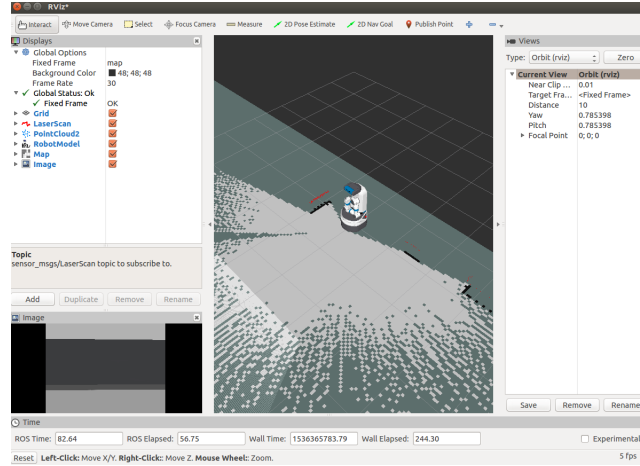 RViz*
Interact Move Camera Select Focus Camera Measure 2D Pose Estimate 2D Nav Goal Publish Point
Displays
Global Options
Fixed Frame map
Background Color 48; 48; 48
Frame Rate 30
Global Status: Ok
Fixed Frame OK
Grid
LaserScan
PointCloud2
RobotModel
Map
Image
Topic
sensor_msgs/LaserScan topic to subscribe to.
Add Duplicate Remove Rename
Image
Views
Type: Orbit (rviz) Zero
Current View Orbit (rviz)
Near Clip ... 0.01
Target Fra... <Fixed Frame>
Distance 10
Yaw 0.785398
Pitch 0.785398
Focal Point 0; 0; 0
Save Remove Rename
Time
ROS Time: 82.64 ROS Elapsed: 56.75 Wall Time: 1536365783.79 Wall Elapsed: 244.30 Experimental
Reset Left-Click: Move X/Y. Right-Click:: Move Z. Mouse Wheel:: Zoom. 5 fps